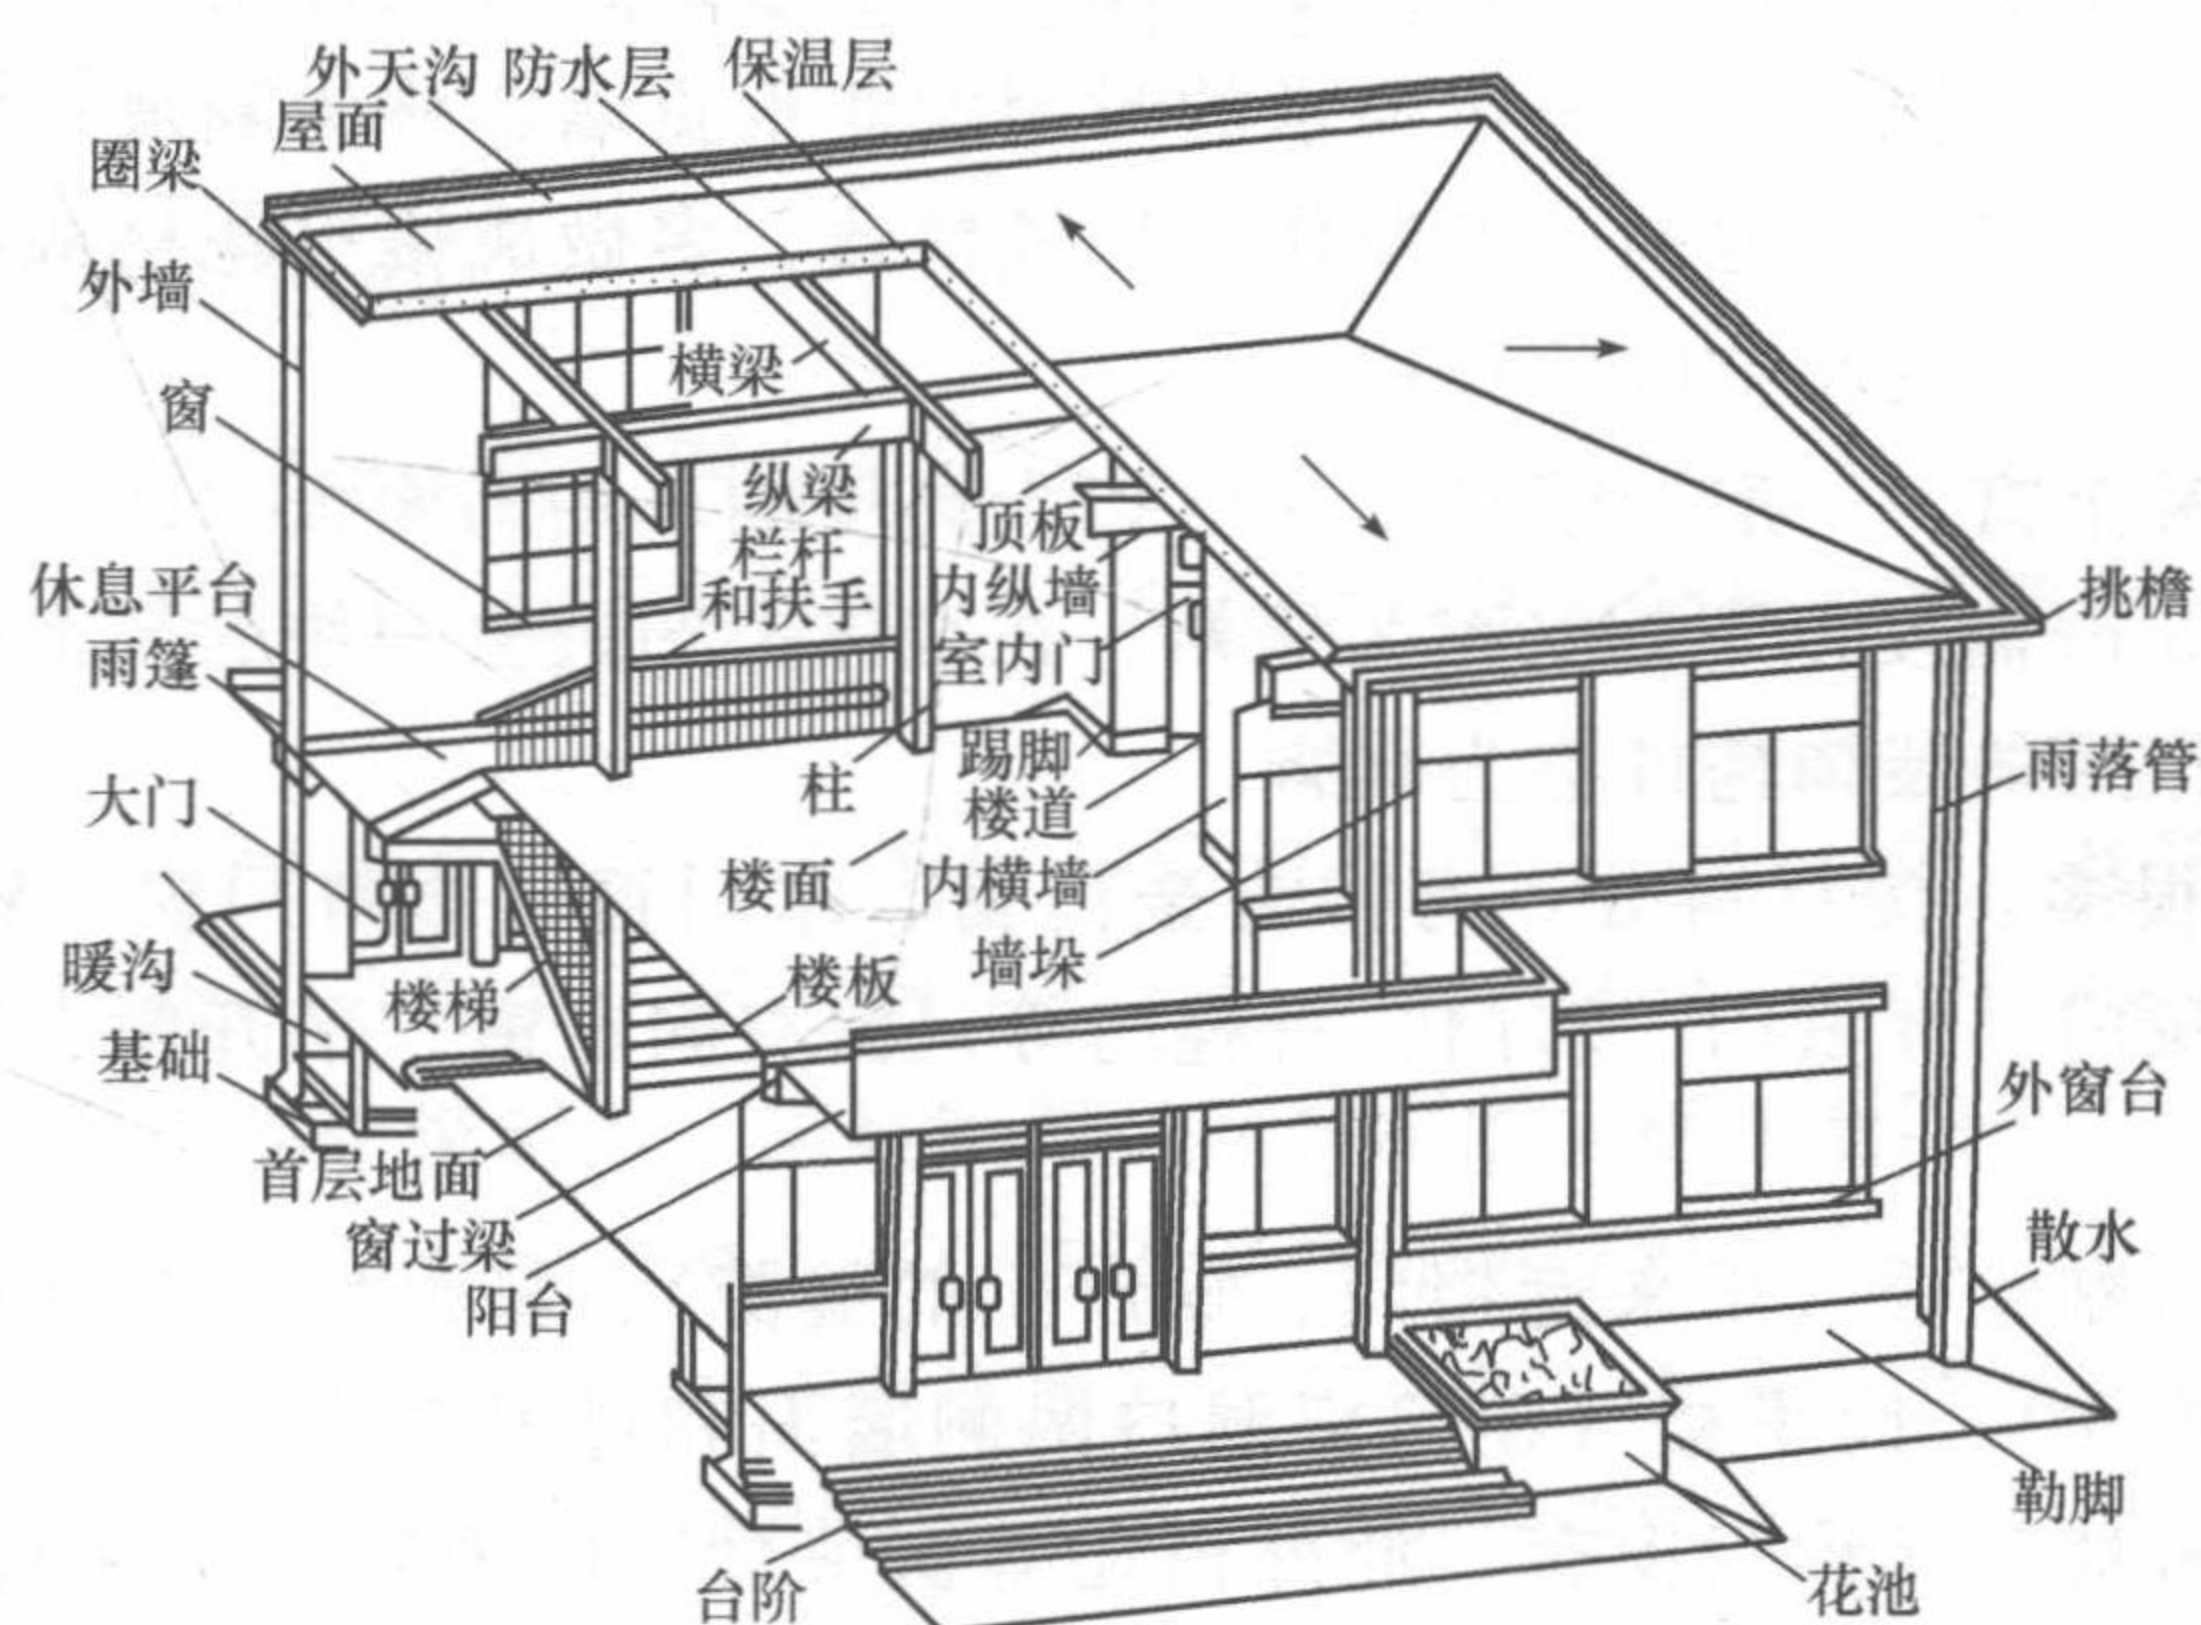 外天沟
防水层
保温层
屋面
圈梁
外墙
窗
横梁
纵梁
栏杆
和扶手
顶板
内纵墙
室内门
休息平台
雨篷
挑檐
大门
柱
踢脚
楼道
雨落管
楼面
内横墙
墙垛
暖沟
楼梯
楼板
基础
外窗台
首层地面
窗过梁
阳台
散水
勒脚
台阶
花池